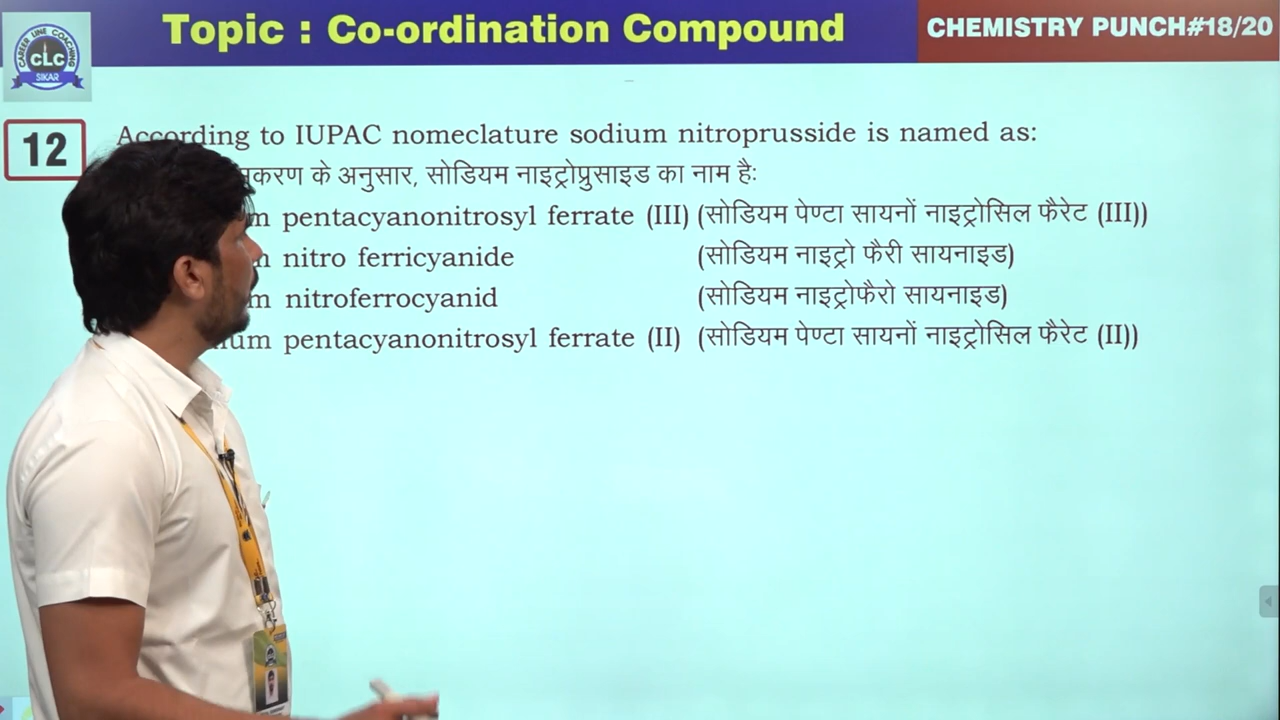 Topic : Co-ordination Compound
CHEMISTRY PUNCH#18/20
CAREER LINE COACHING
CLC
SIKAR
12
According to IUPAC nomeclature sodium nitroprusside is named as:
के अनुसार, सोडियम नाइट्रोप्रुसाइड का नाम हैः
pentacyanonitrosyl ferrate (III) (सोडियम पेण्टा सायनों नाइट्रोसिल फैरेट (III))
nitro ferricyanide (सोडियम नाइट्रो फैरी सायनाइड)
nitroferrocyanid (सोडियम नाइट्रोफैरो सायनाइड)
pentacyanonitrosyl ferrate (II) (सोडियम पेण्टा सायनों नाइट्रोसिल फैरेट (II))